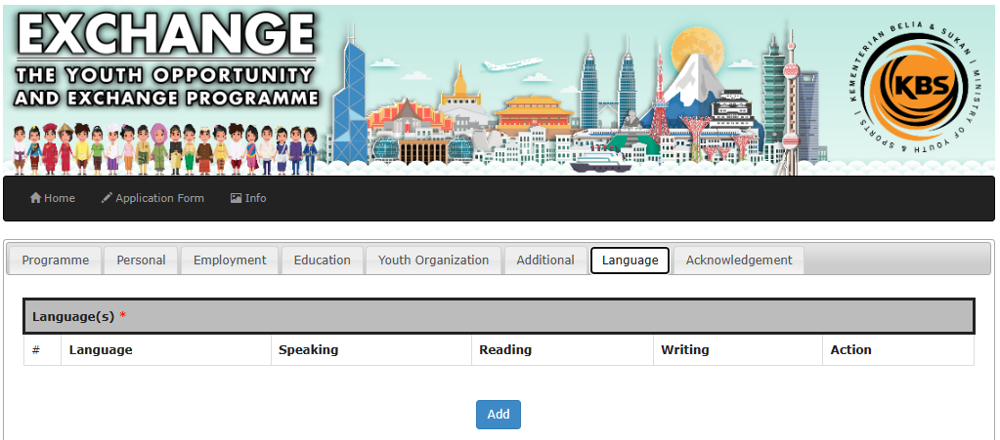 EXCHANGE
THE YOUTH OPPORTUNITY
AND EXCHANGE PROGRAMME
KEMENTERIAN BELIA & SUKAN | MINISTRY OF YOUTH & SPORTS |
KBS
Home Application Form Info
Programme Personal Employment Education Youth Organization Additional Language Acknowledgement
Language(s) *
# Language Speaking Reading Writing Action
Add